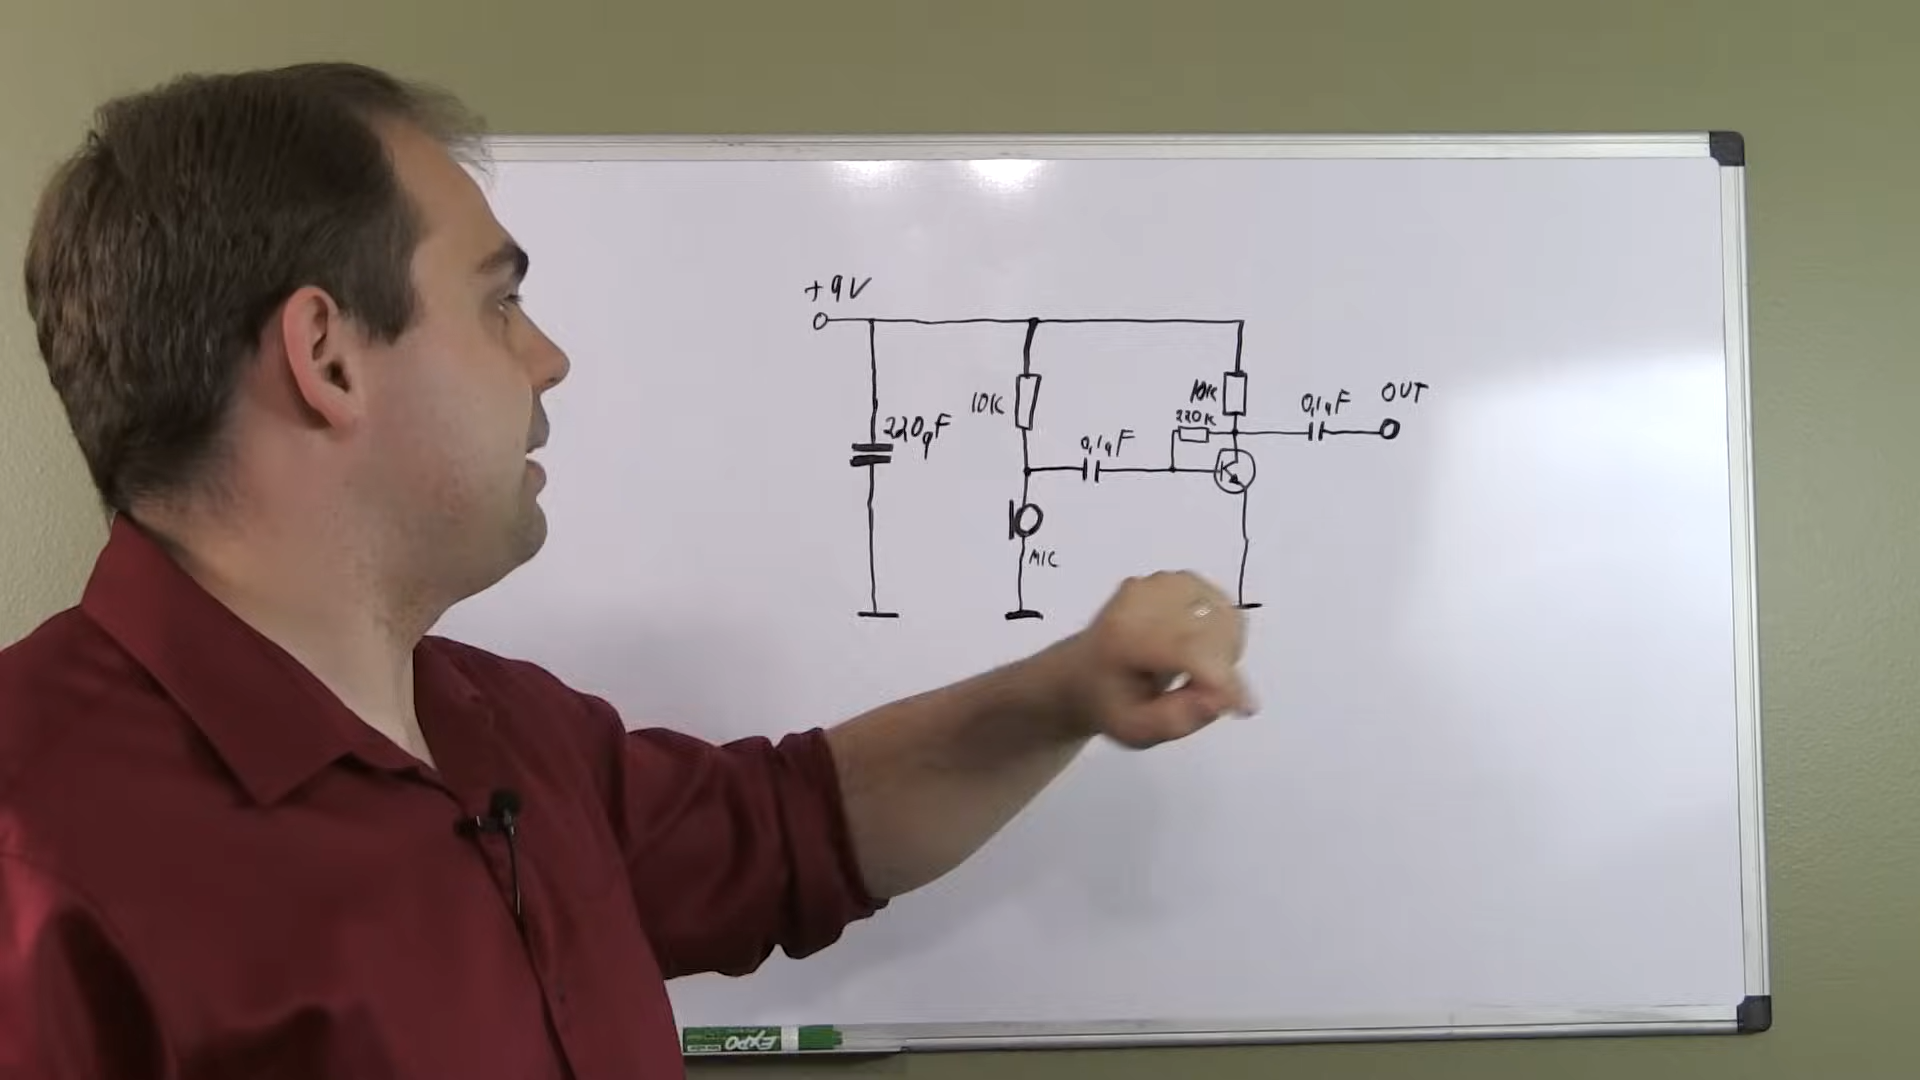 +9V
220µF
10K
MIC
0,1µF
10K
220K
0,1µF
OUT
EXPO